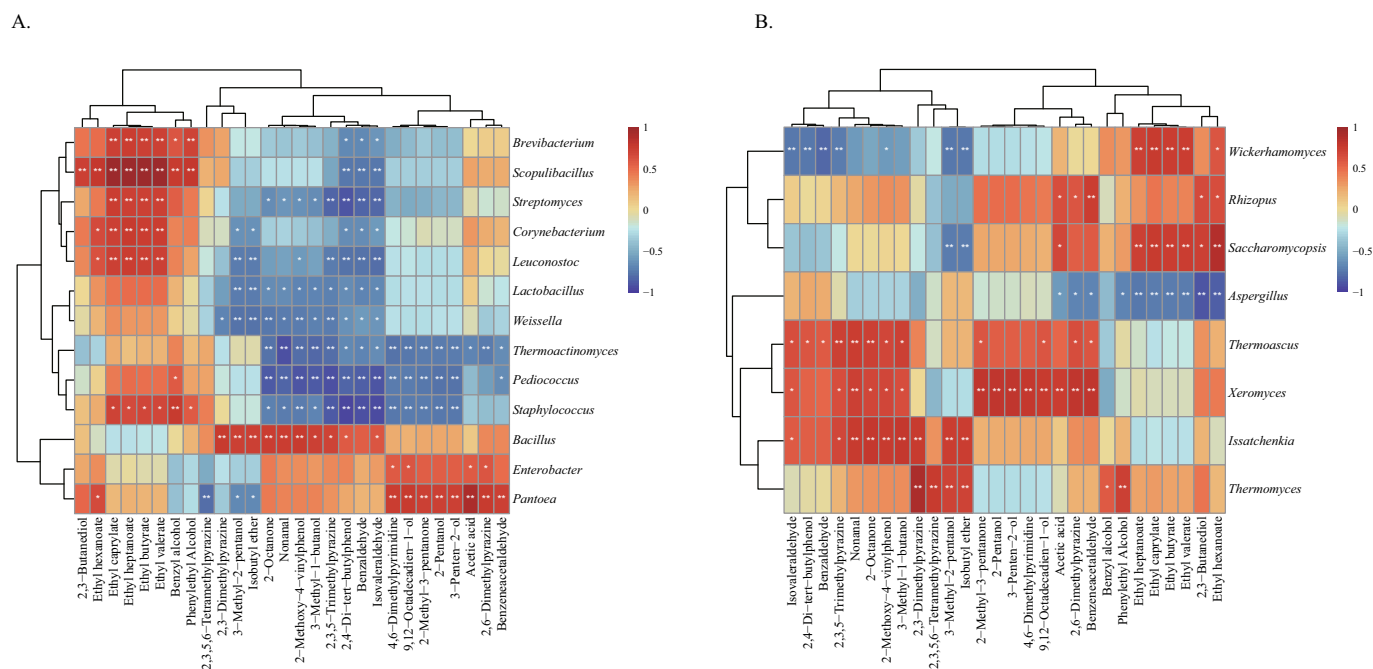 A.
B.
Brevibacterium
Scopulibacillus
Streptomyces
Corynebacterium
Leuconostoc
Lactobacillus
Weissella
Thermoactinomyces
Pediococcus
Staphylococcus
Bacillus
Enterobacter
Pantoea
1
0.5
0
−0.5
−1
2,3−Butanediol
Ethyl hexanoate
Ethyl caprylate
Ethyl heptanoate
Ethyl butyrate
Ethyl valerate
Benzyl alcohol
Phenylethyl Alcohol
2,3,5,6−Tetramethylpyrazine
2,3−Dimethylpyrazine
3−Methyl−2−pentanol
Isobutyl ether
2−Octanone
Nonanal
2−Methoxy−4−vinylphenol
3−Methyl−1−butanol
2,3,5−Trimethylpyrazine
2,4−Di−tert−butylphenol
Benzaldehyde
Isovaleraldehyde
4,6−Dimethylpyrimidine
9,12−Octadecadien−1−ol
2−Methyl−3−pentanone
2−Pentanol
3−Penten−2−ol
Acetic acid
2,6−Dimethylpyrazine
Benzeneacetaldehyde
Wickerhamomyces
Rhizopus
Saccharomycopsis
Aspergillus
Thermoascus
Xeromyces
Issatchenkia
Thermomyces
1
0.5
0
−0.5
−1
Isovaleraldehyde
2,4−Di−tert−butylphenol
Benzaldehyde
2,3,5−Trimethylpyrazine
Nonanal
2−Octanone
2−Methoxy−4−vinylphenol
3−Methyl−1−butanol
2,3−Dimethylpyrazine
2,3,5,6−Tetramethylpyrazine
3−Methyl−2−pentanol
Isobutyl ether
2−Methyl−3−pentanone
2−Pentanol
3−Penten−2−ol
4,6−Dimethylpyrimidine
9,12−Octadecadien−1−ol
Acetic acid
2,6−Dimethylpyrazine
Benzeneacetaldehyde
Benzyl alcohol
Phenylethyl Alcohol
Ethyl heptanoate
Ethyl caprylate
Ethyl butyrate
Ethyl valerate
2,3−Butanediol
Ethyl hexanoate